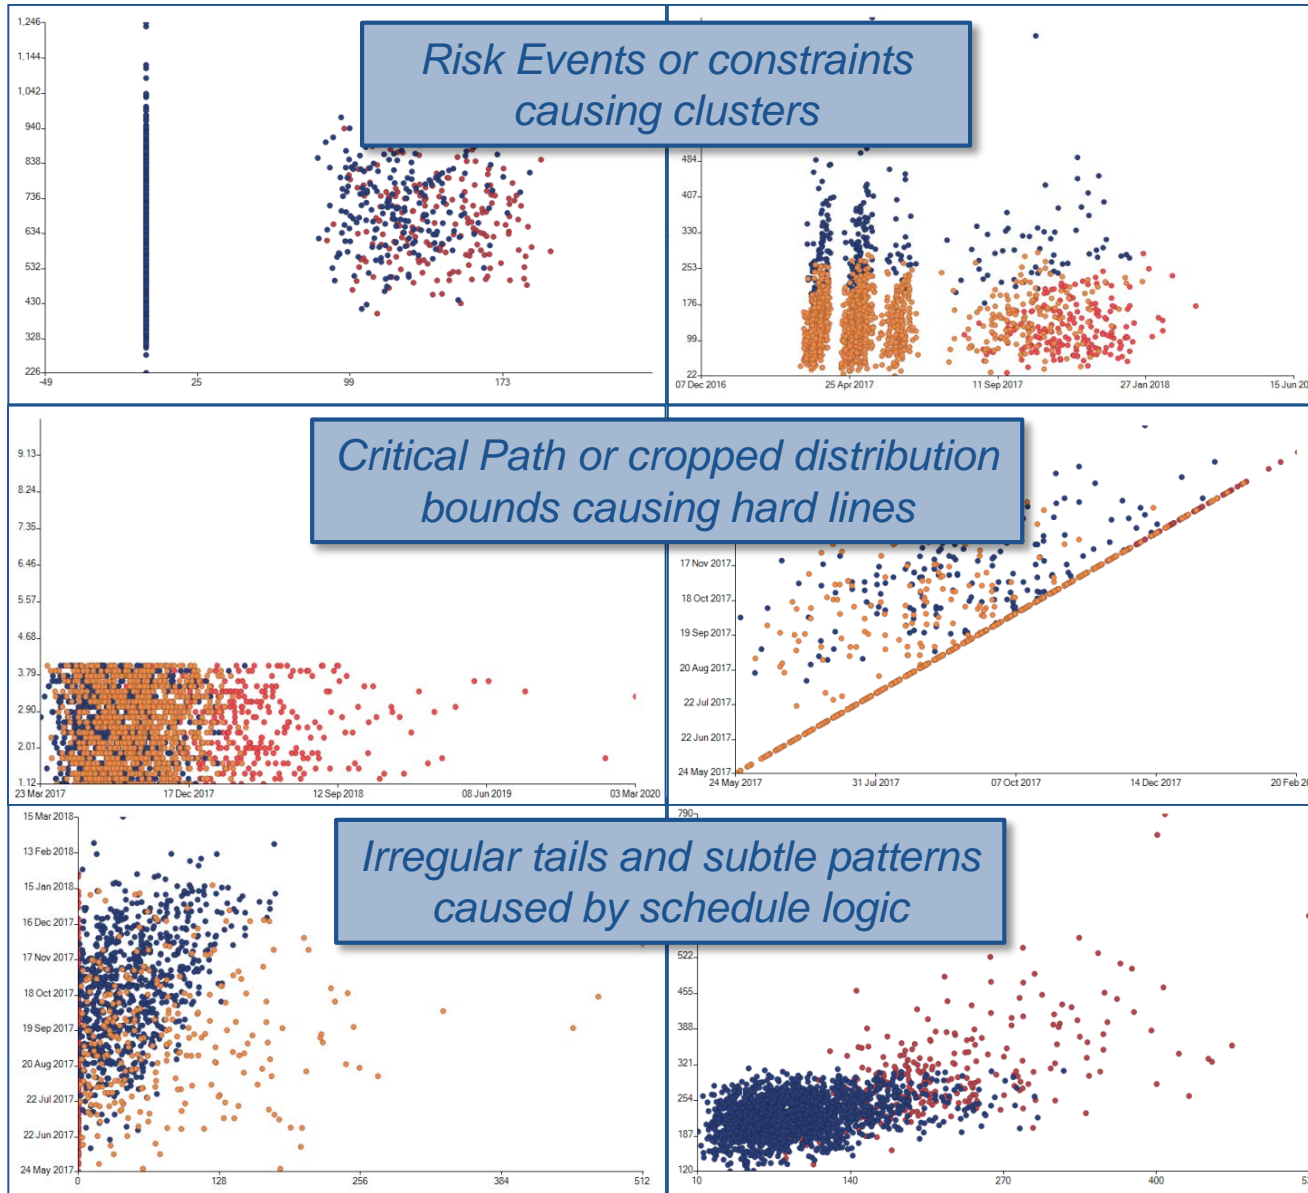 1,246
1,144
1,042
940
838
736
634
532
430
328
226
-49 25 99 173
Risk Events or constraints
causing clusters
484
407
330
253
176
99
22
07 Dec 2016 25 Apr 2017 11 Sep 2017 27 Jan 2018 15 Jun 20
9.13
8.24
7.35
6.46
5.57
4.68
3.79
2.90
2.01
1.12
23 Mar 2017 17 Dec 2017 12 Sep 2018 08 Jun 2019 03 Mar 2020
Critical Path or cropped distribution
bounds causing hard lines
17 Nov 2017
18 Oct 2017
19 Sep 2017
20 Aug 2017
22 Jul 2017
22 Jun 2017
24 May 2017
24 May 2017 31 Jul 2017 07 Oct 2017 14 Dec 2017 20 Feb 20
15 Mar 2018
13 Feb 2018
15 Jan 2018
16 Dec 2017
17 Nov 2017
18 Oct 2017
19 Sep 2017
20 Aug 2017
22 Jul 2017
22 Jun 2017
24 May 2017
0 128 256 384 512
Irregular tails and subtle patterns
caused by schedule logic
790
522
455
388
321
254
187
120
10 140 270 400